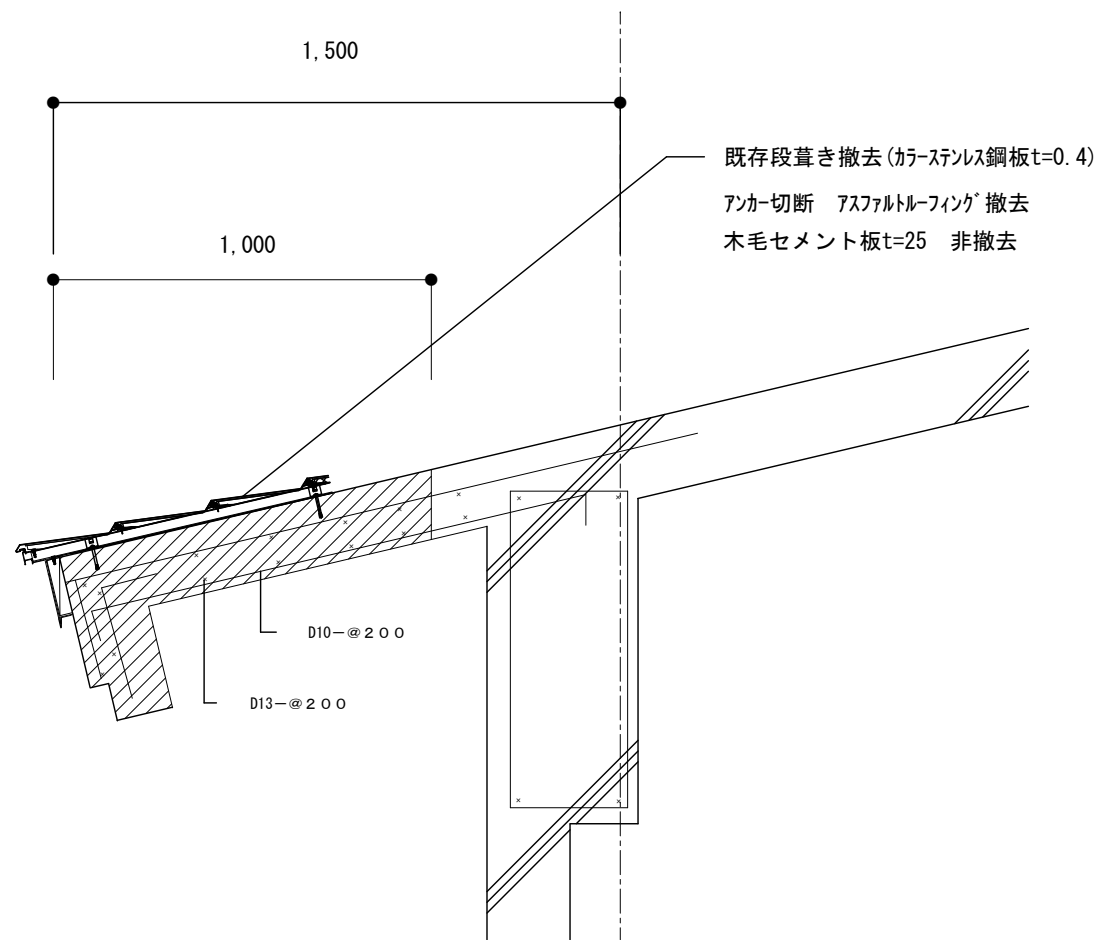 1,500
既存段葺き撤去(ｶﾗｰｽﾃﾝﾚｽ鋼板t=0.4)
ｱﾝｶｰ切断　ｱｽﾌｧﾙﾄﾙｰﾌｨﾝｸﾞ撤去
木毛セメント板t=25　非撤去
1,000
D10－＠２００
D13－＠２００